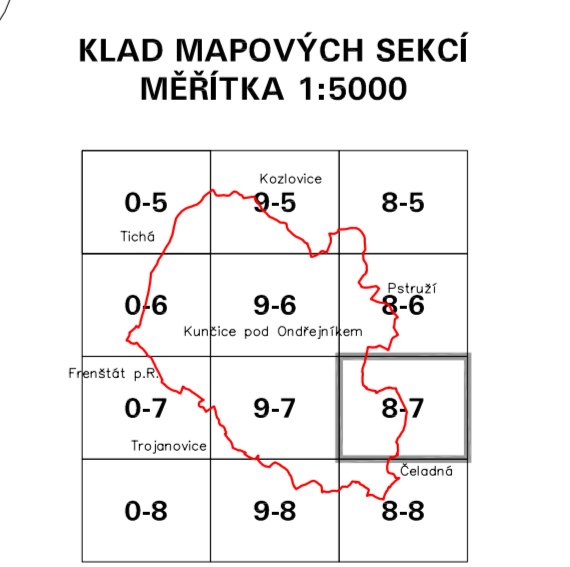 KLAD MAPOVÝCH SEKCÍ
MĚŘÍTKA 1:5000
Kozlovice
0-5
9-5
8-5
Tichá
Pstruží
0-6
9-6
8-6
Kunčice pod Ondřejníkem
Frenštát p.R.
0-7
9-7
8-7
Trojanovice
Čeladná
0-8
9-8
8-8